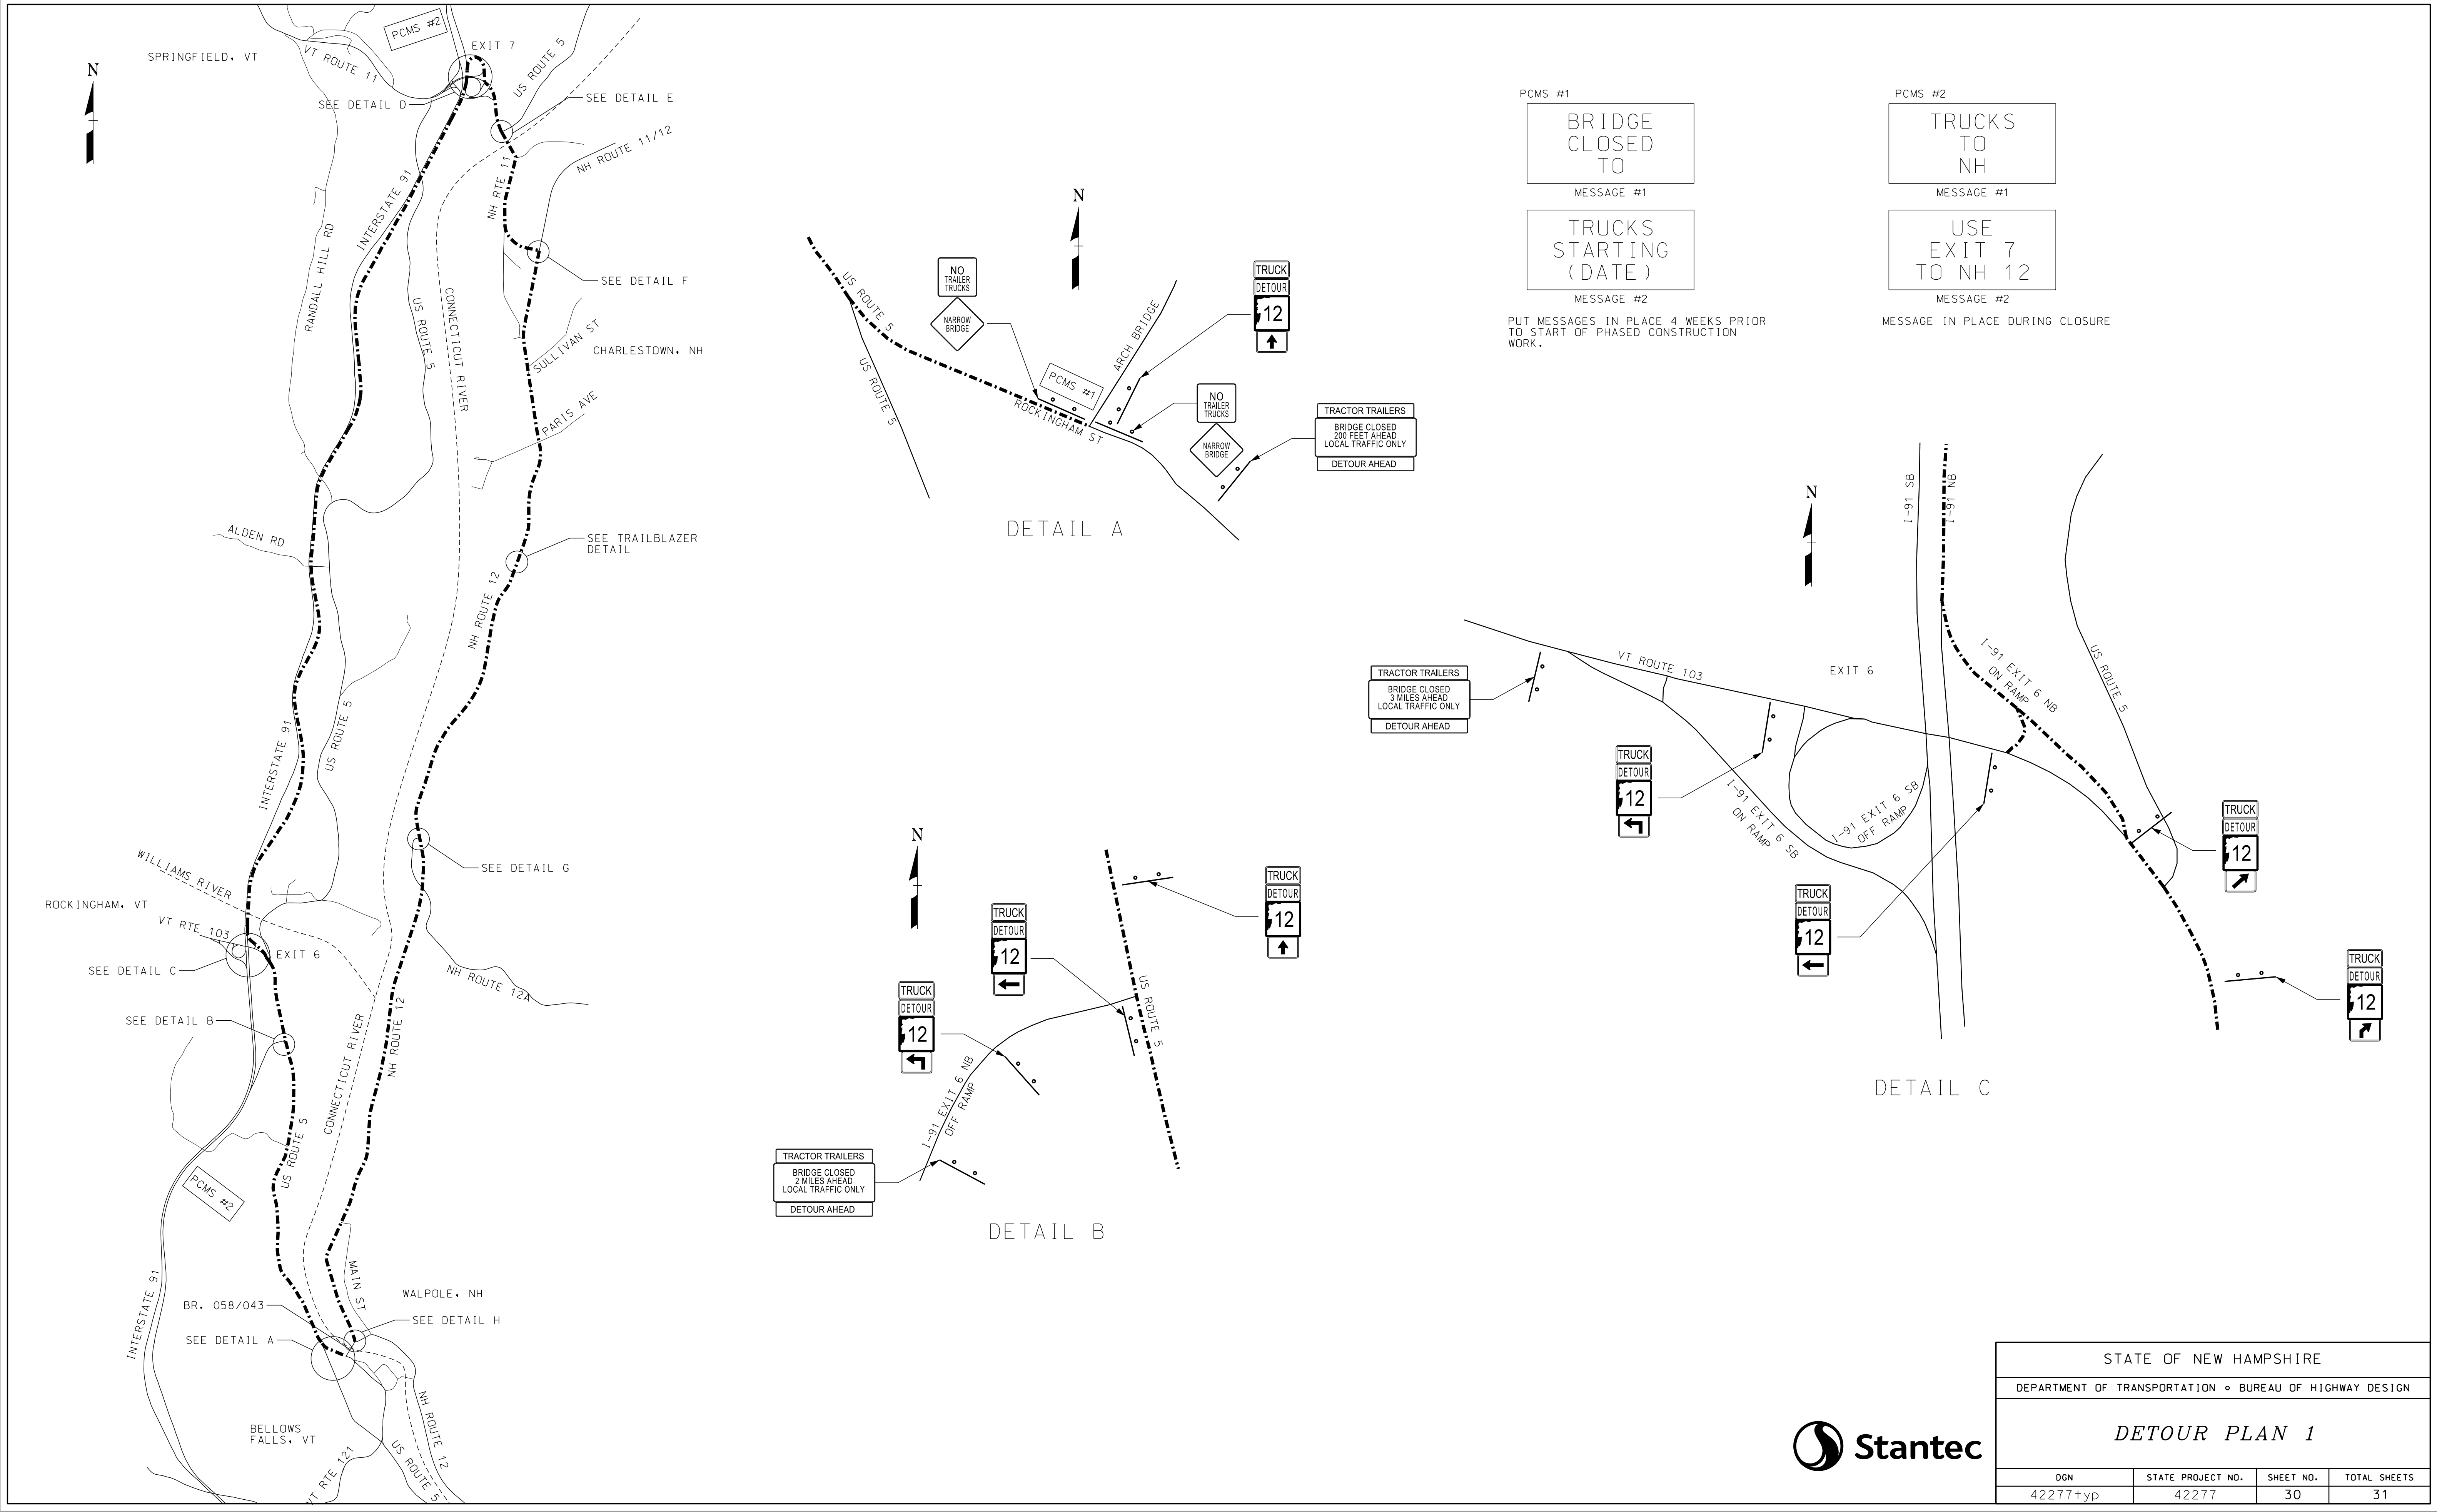 PCMS #2
EXIT 7
SPRINGFIELD, VT
VT ROUTE 11
US ROUTE 5
N
SEE DETAIL D
SEE DETAIL E
NH ROUTE 11/12
NH RTE 11
INTERSTATE 91
RANDALL HILL RD
SEE DETAIL F
US ROUTE 5
CONNECTICUT RIVER
SULLIVAN ST
CHARLESTOWN, NH
PARIS AVE
ALDEN RD
SEE TRAILBLAZER
DETAIL
NH ROUTE 12
INTERSTATE 91
US ROUTE 5
WILLIAMS RIVER
SEE DETAIL G
ROCKINGHAM, VT
VT RTE 103
EXIT 6
SEE DETAIL C
NH ROUTE 12A
SEE DETAIL B
NH ROUTE 12
CONNECTICUT RIVER
US ROUTE 5
PCMS #2
MAIN ST
INTERSTATE 91
WALPOLE, NH
BR. 058/043
SEE DETAIL H
SEE DETAIL A
BELLOWS
FALLS, VT
NH ROUTE 12
US ROUTE 5
VT RTE 121
N
US ROUTE 5
US ROUTE 5
NO
TRAILER
TRUCKS
NARROW
BRIDGE
ARCH BRIDGE
PCMS #1
ROCKINGHAM ST
TRUCK
DETOUR
12
NO
TRAILER
TRUCKS
NARROW
BRIDGE
TRACTOR TRAILERS
BRIDGE CLOSED
200 FEET AHEAD
LOCAL TRAFFIC ONLY
DETOUR AHEAD
DETAIL A
N
TRUCK
DETOUR
12
TRUCK
DETOUR
12
TRUCK
DETOUR
12
US ROUTE 5
I-91 EXIT 6 NB
OFF RAMP
TRACTOR TRAILERS
BRIDGE CLOSED
2 MILES AHEAD
LOCAL TRAFFIC ONLY
DETOUR AHEAD
DETAIL B
PCMS #1
BRIDGE
CLOSED
TO
MESSAGE #1
TRUCKS
STARTING
(DATE)
MESSAGE #2
PUT MESSAGES IN PLACE 4 WEEKS PRIOR
TO START OF PHASED CONSTRUCTION
WORK.
PCMS #2
TRUCKS
TO
NH
MESSAGE #1
USE
EXIT 7
TO NH 12
MESSAGE #2
MESSAGE IN PLACE DURING CLOSURE
N
I-91 SB
I-91 NB
VT ROUTE 103
EXIT 6
I-91 EXIT 6 NB
ON RAMP
US ROUTE 5
TRACTOR TRAILERS
BRIDGE CLOSED
3 MILES AHEAD
LOCAL TRAFFIC ONLY
DETOUR AHEAD
TRUCK
DETOUR
12
I-91 EXIT 6 SB
ON RAMP
I-91 EXIT 6 SB
OFF RAMP
TRUCK
DETOUR
12
TRUCK
DETOUR
12
TRUCK
DETOUR
12
DETAIL C
Stantec
STATE OF NEW HAMPSHIRE
DEPARTMENT OF TRANSPORTATION ∘ BUREAU OF HIGHWAY DESIGN
DETOUR PLAN 1
DGN STATE PROJECT NO. SHEET NO. TOTAL SHEETS
42277typ 42277 30 31